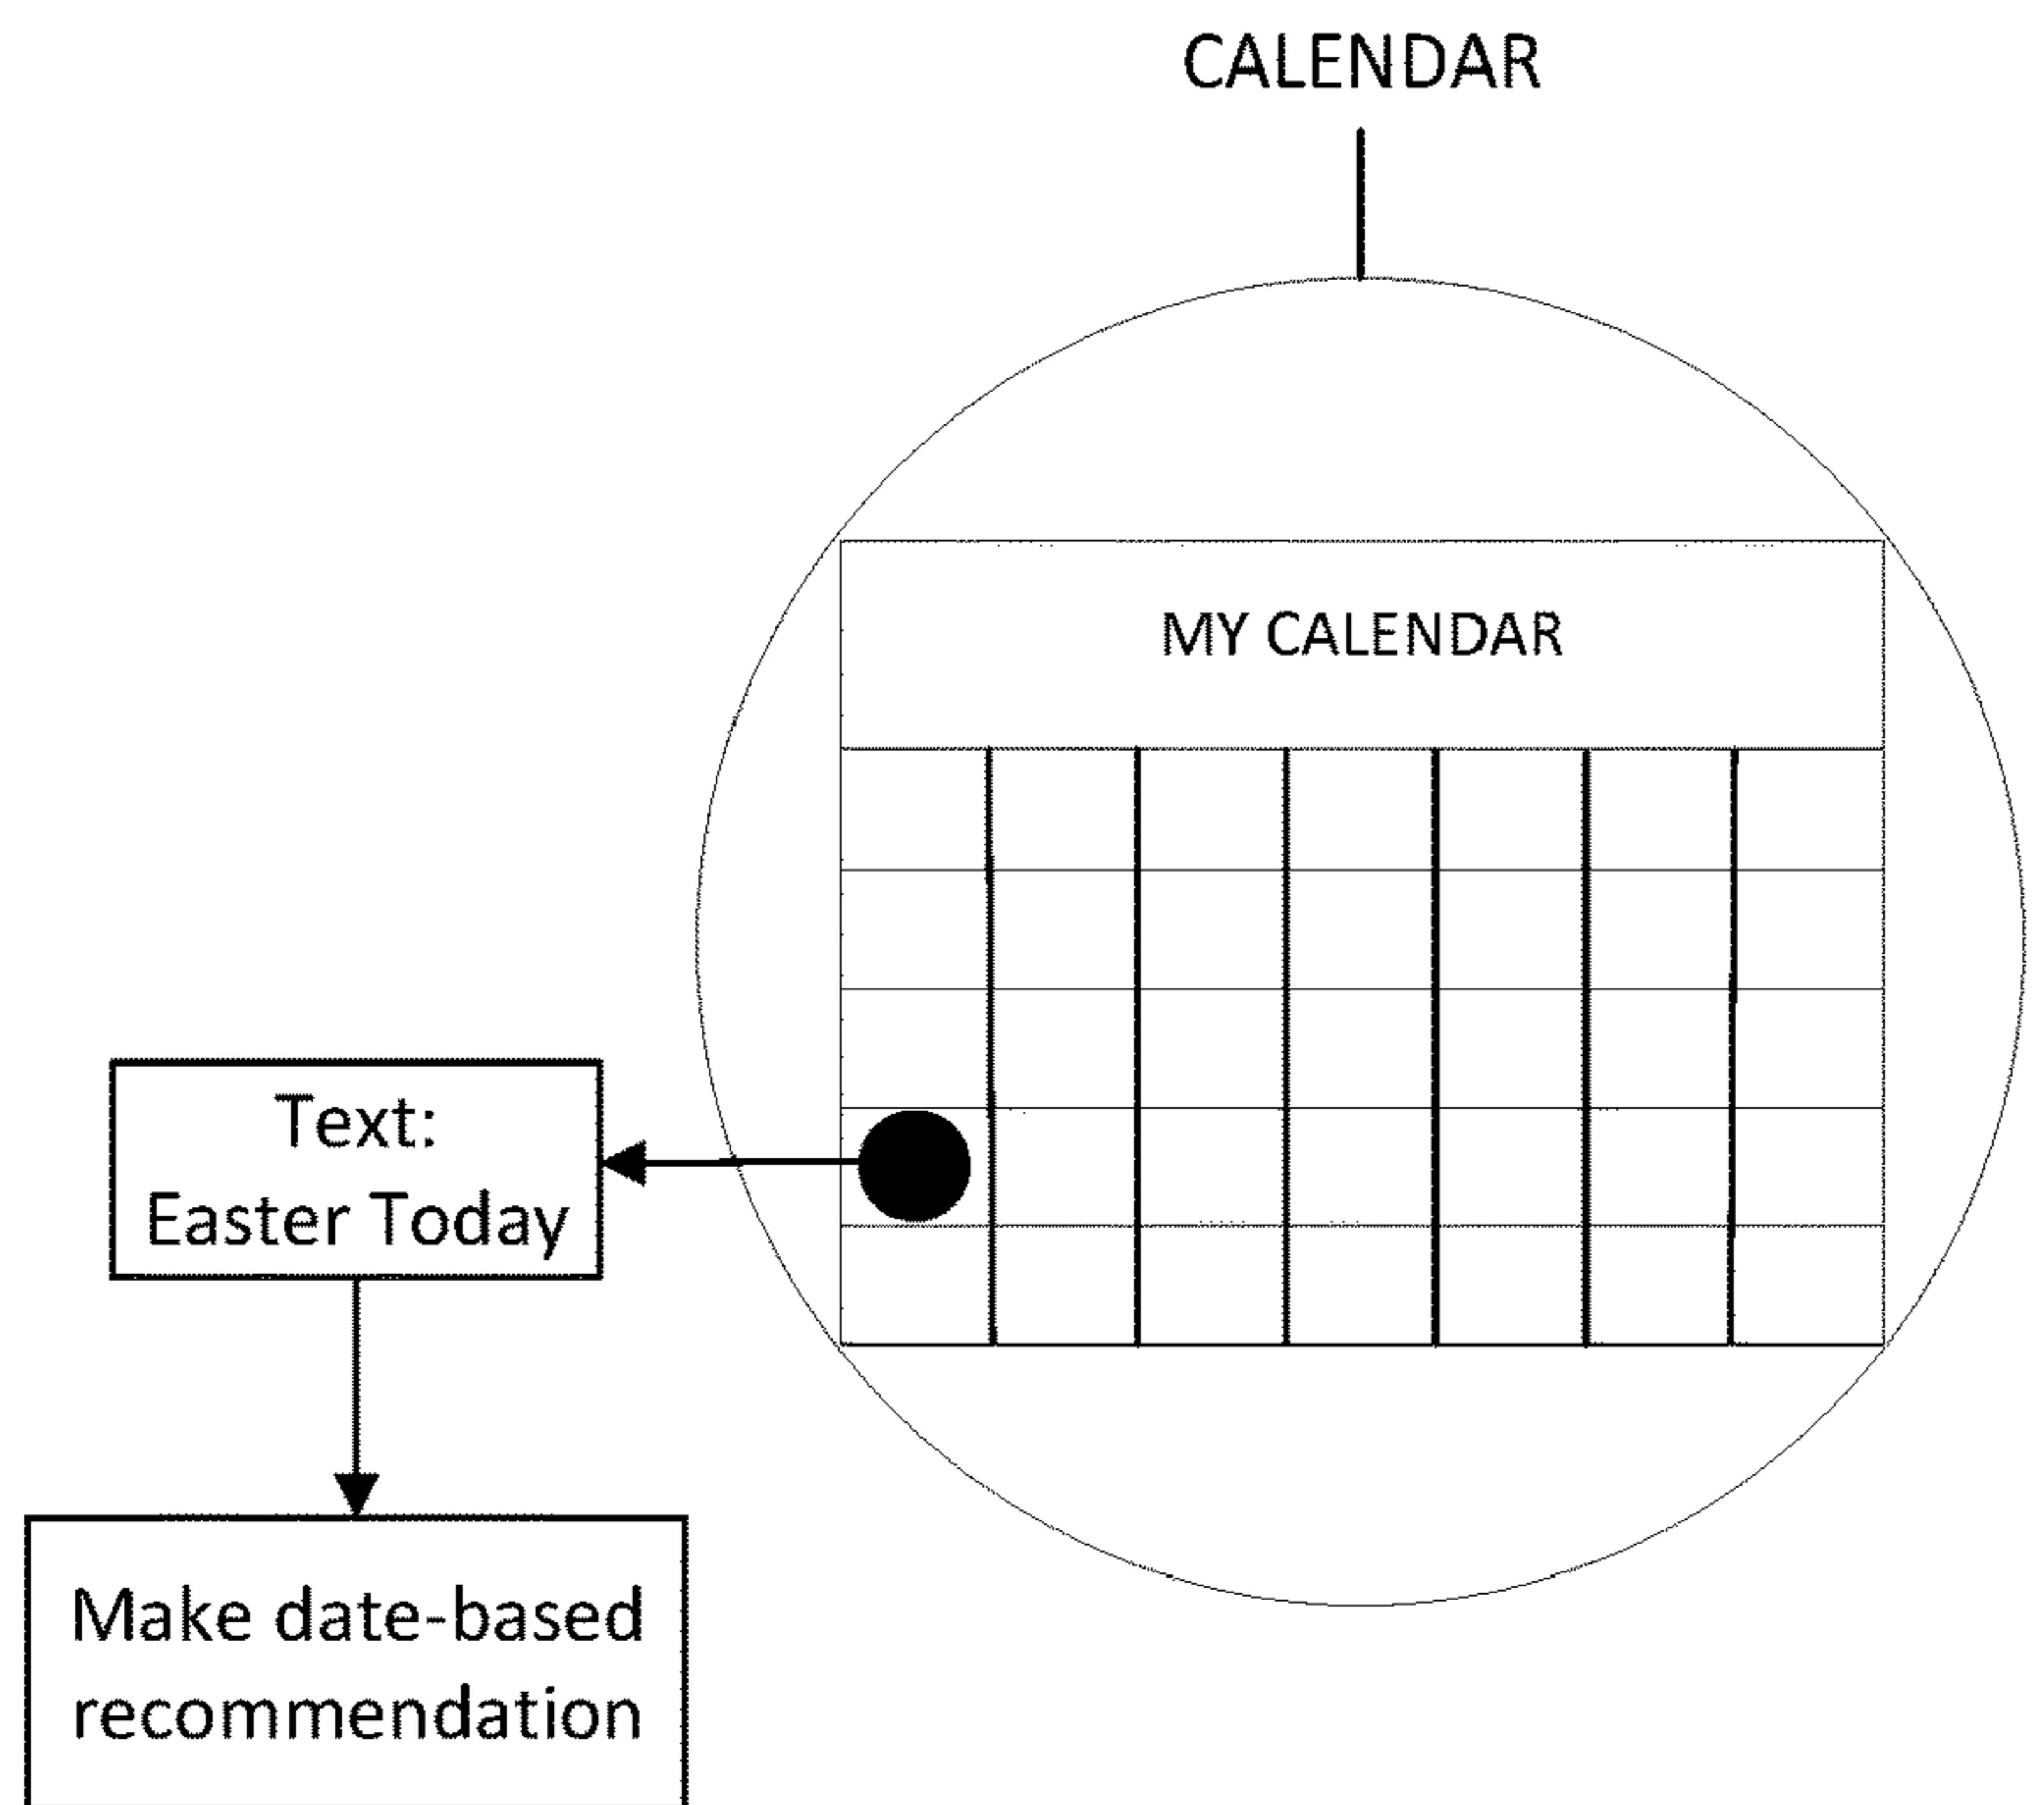 CALENDAR
MY CALENDAR
Text:
Easter Today
Make date-based
recommendation